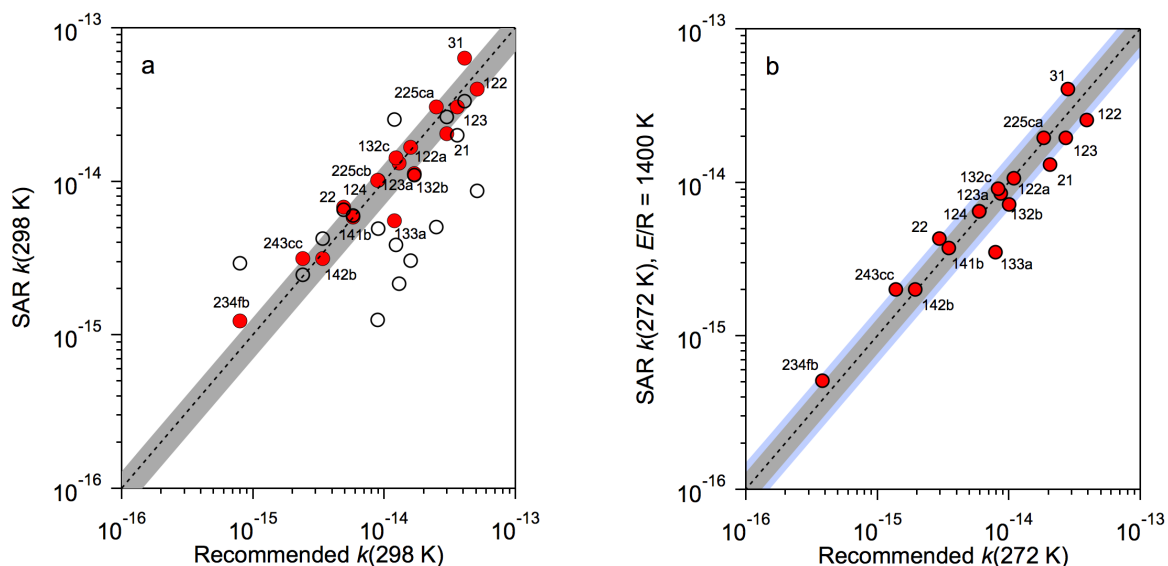 a
SAR k(298 K)
10⁻¹³
10⁻¹⁴
10⁻¹⁵
10⁻¹⁶
31
122
225ca
123
21
132c
122a
225cb
123a
132b
124
22
141b
133a
243cc
142b
234fb
10⁻¹⁶ 10⁻¹⁵ 10⁻¹⁴ 10⁻¹³
Recommended k(298 K)
b
SAR k(272 K), E/R = 1400 K
10⁻¹³
10⁻¹⁴
10⁻¹⁵
10⁻¹⁶
31
122
225ca
123
21
132c
122a
123a
132b
124
22
141b
133a
243cc
142b
234fb
10⁻¹⁶ 10⁻¹⁵ 10⁻¹⁴ 10⁻¹³
Recommended k(272 K)